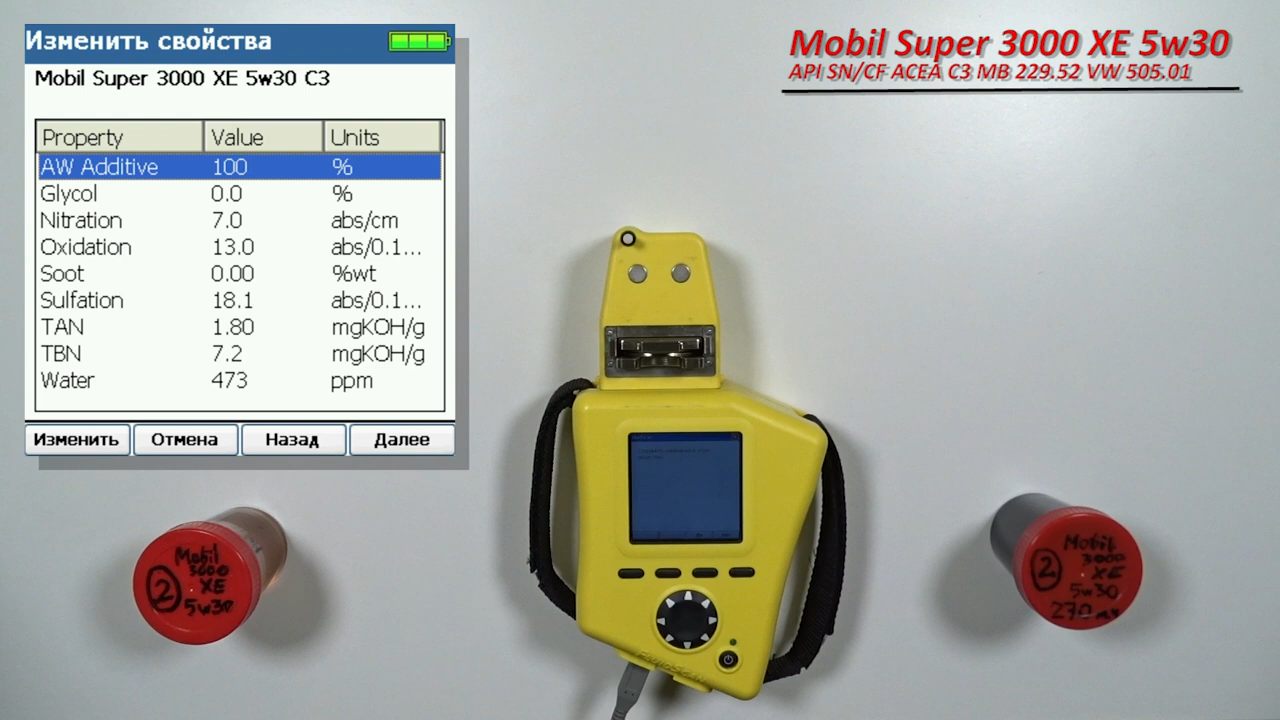 Изменить свойства
Mobil Super 3000 XE 5w30 C3
Property Value Units
AW Additive 100 %
Glycol 0.0 %
Nitration 7.0 abs/cm
Oxidation 13.0 abs/0.1...
Soot 0.00 %wt
Sulfation 18.1 abs/0.1...
TAN 1.80 mgKOH/g
TBN 7.2 mgKOH/g
Water 473 ppm
Изменить Отмена Назад Далее
Mobil Super 3000 XE 5w30
API SN/CF ACEA C3 MB 229.52 VW 505.01
Mobil
3000
2 XE
5w30
Mobil
3000
2 XE
5w30